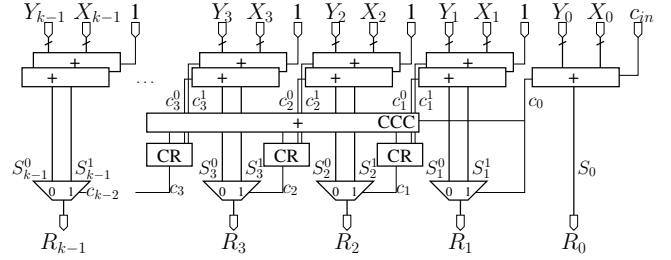 Y_{k−1} X_{k−1} 1 Y_3 X_3 1 Y_2 X_2 1 Y_1 X_1 1 Y_0 X_0 c_{in}
+ + + + +
+ ... + + + +
c_3^0 c_3^1 c_2^0 c_2^1 c_1^0 c_1^1 c_0
+ CCC
CR CR CR
S_{k−1}^0 S_{k−1}^1 S_3^0 S_3^1 S_2^0 S_2^1 S_1^0 S_1^1 S_0
0 1 c_{k−2} c_3 0 1 c_2 0 1 c_1 0 1
R_{k−1} R_3 R_2 R_1 R_0